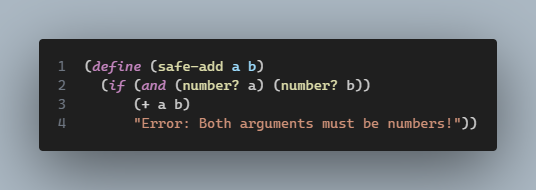 1 (define (safe-add a b)
2   (if (and (number? a) (number? b))
3       (+ a b)
4       "Error: Both arguments must be numbers!"))